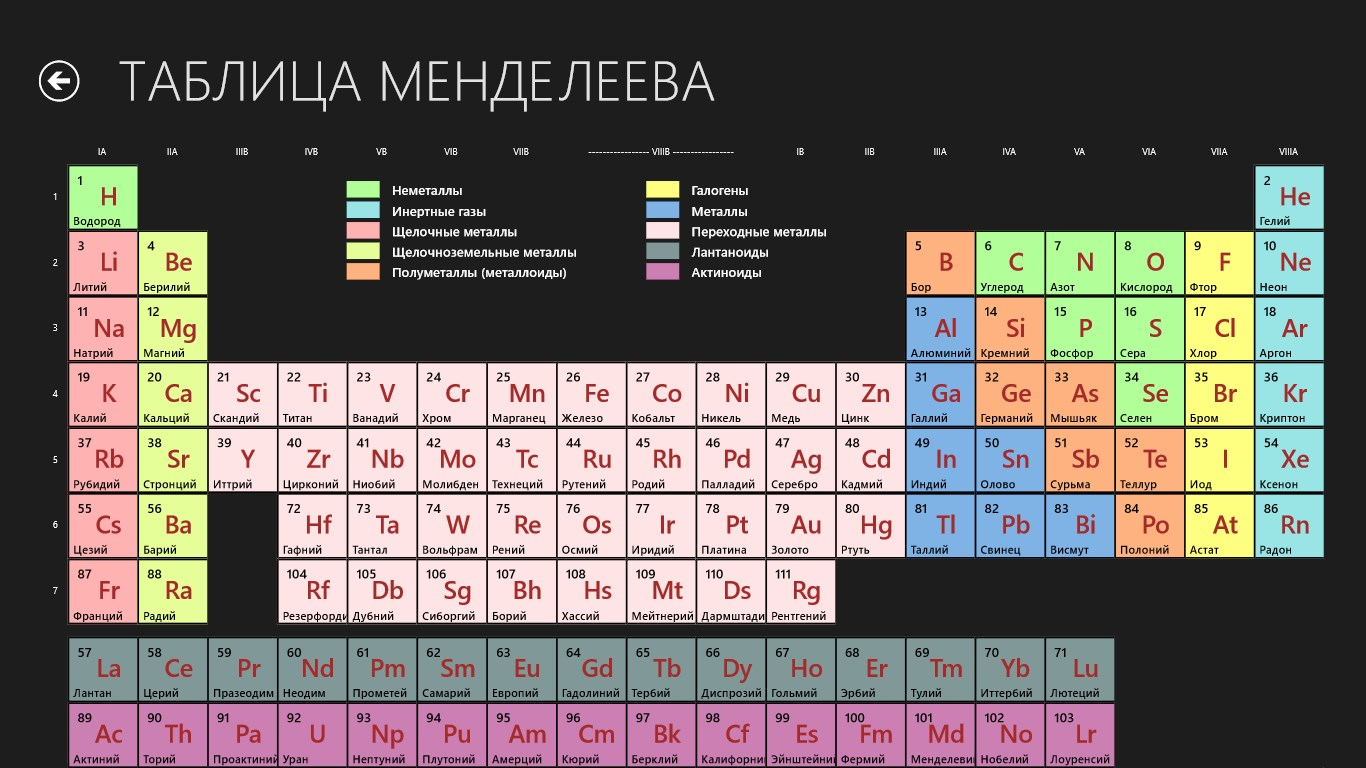 ТАБЛИЦА МЕНДЕЛЕЕВА
IA IIA IIIB IVB VB VIB VIIB ----------------- VIIIB ----------------- IB IIB IIIA IVA VA VIA VIIA VIIIA
Неметаллы Галогены
Инертные газы Металлы
Щелочные металлы Переходные металлы
Щелочноземельные металлы Лантаноиды
Полуметаллы (металлоиды) Актиноиды
1 2
1 H He
Водород Гелий
3 4 5 6 7 8 9 10
2 Li Be B C N O F Ne
Литий Берилий Бор Углерод Азот Кислород Фтор Неон
11 12 13 14 15 16 17 18
3 Na Mg Al Si P S Cl Ar
Натрий Магний Алюминий Кремний Фосфор Сера Хлор Аргон
19 20 21 22 23 24 25 26 27 28 29 30 31 32 33 34 35 36
4 K Ca Sc Ti V Cr Mn Fe Co Ni Cu Zn Ga Ge As Se Br Kr
Калий Кальций Скандий Титан Ванадий Хром Марганец Железо Кобальт Никель Медь Цинк Галлий Германий Мышьяк Селен Бром Криптон
37 38 39 40 41 42 43 44 45 46 47 48 49 50 51 52 53 54
5 Rb Sr Y Zr Nb Mo Tc Ru Rh Pd Ag Cd In Sn Sb Te I Xe
Рубидий Стронций Иттрий Цирконий Ниобий Молибден Технеций Рутений Родий Палладий Серебро Кадмий Индий Олово Сурьма Теллур Иод Ксенон
55 56 72 73 74 75 76 77 78 79 80 81 82 83 84 85 86
6 Cs Ba Hf Ta W Re Os Ir Pt Au Hg Tl Pb Bi Po At Rn
Цезий Барий Гафний Тантал Вольфрам Рений Осмий Иридий Платина Золото Ртуть Таллий Свинец Висмут Полоний Астат Радон
87 88 104 105 106 107 108 109 110 111
7 Fr Ra Rf Db Sg Bh Hs Mt Ds Rg
Франций Радий Резерфорди Дубний Сиборгий Борий Хассий Мейтнерий Дармштади Рентгений
57 58 59 60 61 62 63 64 65 66 67 68 69 70 71
La Ce Pr Nd Pm Sm Eu Gd Tb Dy Ho Er Tm Yb Lu
Лантан Церий Празеодим Неодим Прометей Самарий Европий Гадолиний Тербий Диспрозий Гольмий Эрбий Тулий Иттербий Лютеций
89 90 91 92 93 94 95 96 97 98 99 100 101 102 103
Ac Th Pa U Np Pu Am Cm Bk Cf Es Fm Md No Lr
Актиний Торий Проактиний Уран Нептуний Плутоний Амерций Кюрий Берклий Калифорни Эйнштейни Фермий Менделеви Нобелий Лоуренсий